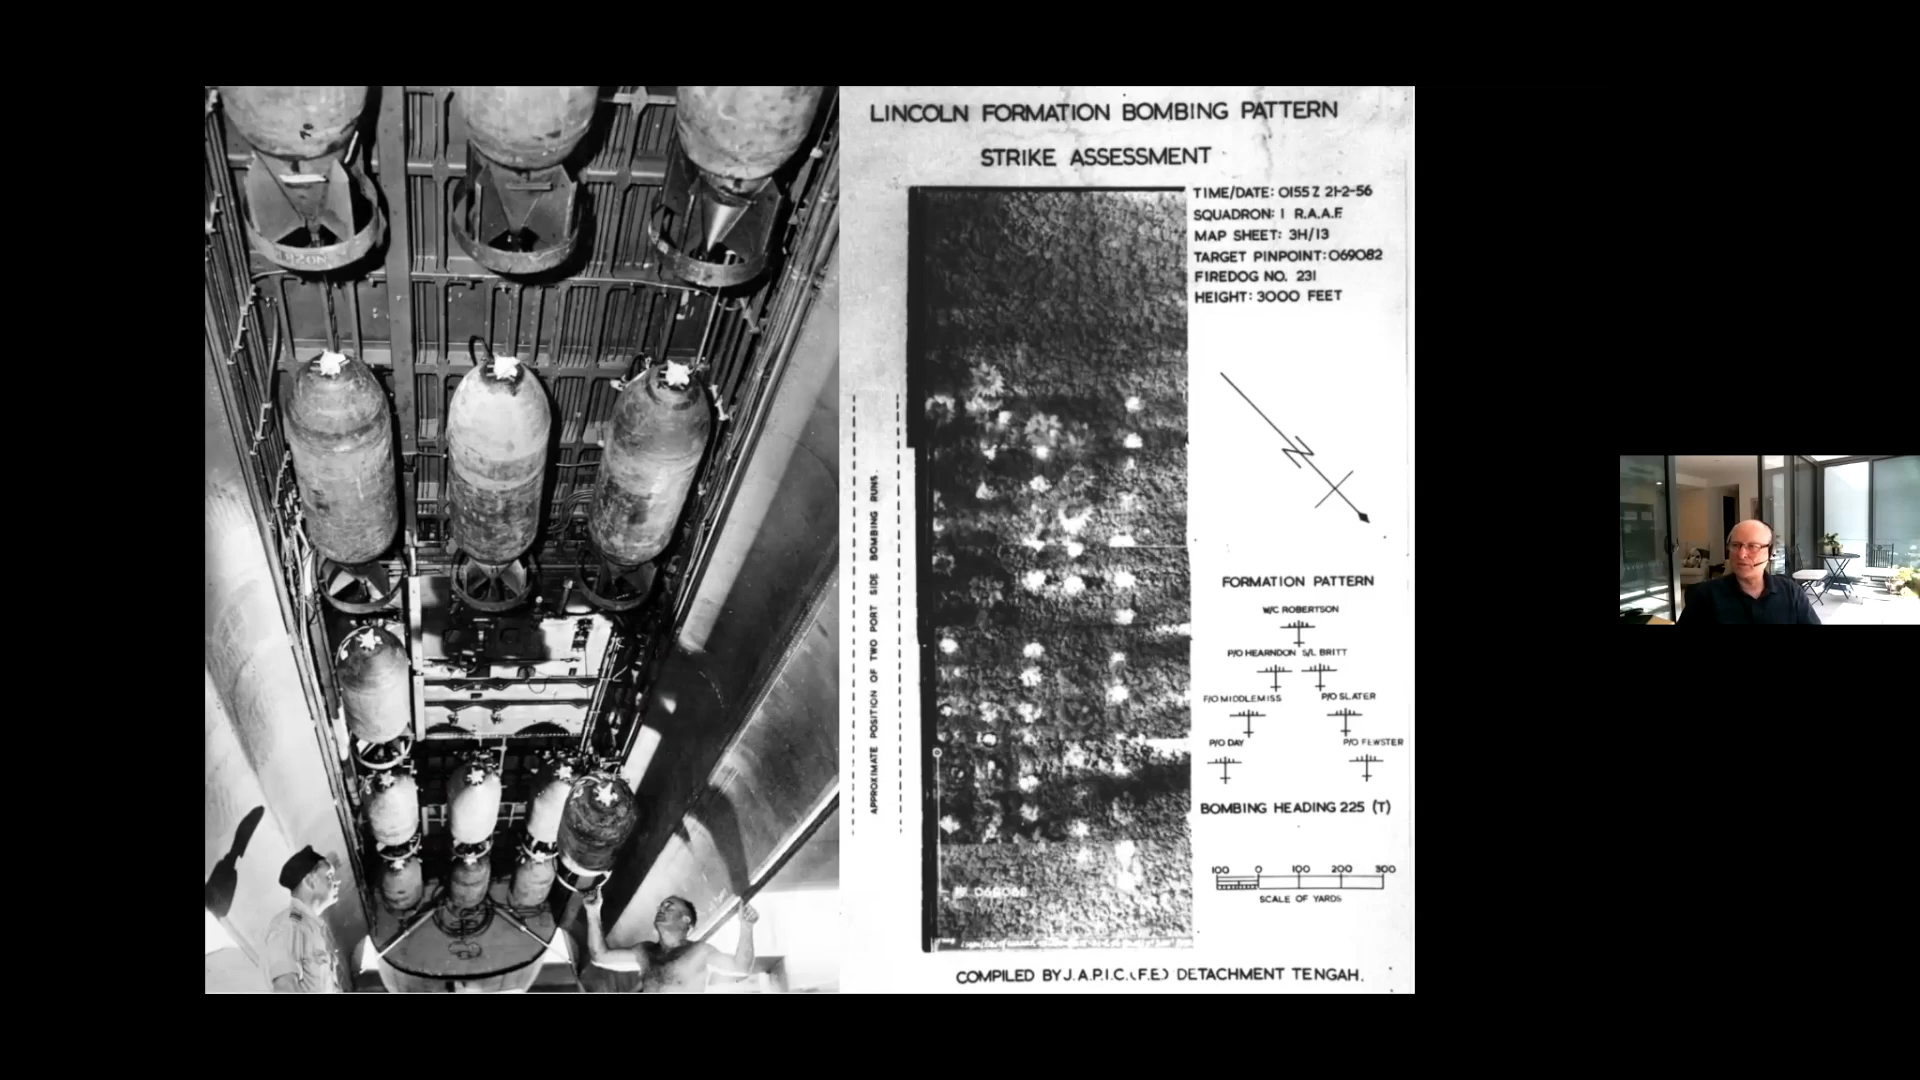 LINCOLN FORMATION BOMBING PATTERN
STRIKE ASSESSMENT
TIME/DATE: 0155 Z 21-2-56
SQUADRON: 1 R.A.A.F.
MAP SHEET: 3H/13
TARGET PINPOINT: 069082
FIREDOG NO. 231
HEIGHT: 3000 FEET
APPROXIMATE POSITION OF TWO PORT SIDE BOMBING RUNS.
N
FORMATION PATTERN
W/C ROBERTSON
P/O HEARNDON S/L BRITT
F/O MIDDLEMISS P/O SLATER
P/O DAY P/O FEWSTER
BOMBING HEADING 225 (T)
100 0 100 200 300
SCALE OF YARDS
069082
COMPILED BY J.A.P.I.C.(F.E.) DETACHMENT TENGAH.